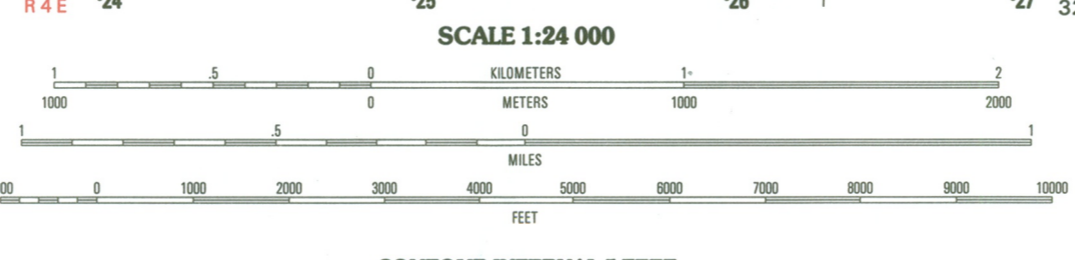 R 4 E 24 25 26 27
SCALE 1:24 000
1 .5 0 KILOMETERS 1 2
1000 0 METERS 1000 2000
1 .5 0 1
MILES
0 1000 2000 3000 4000 5000 6000 7000 8000 9000 10000
FEET